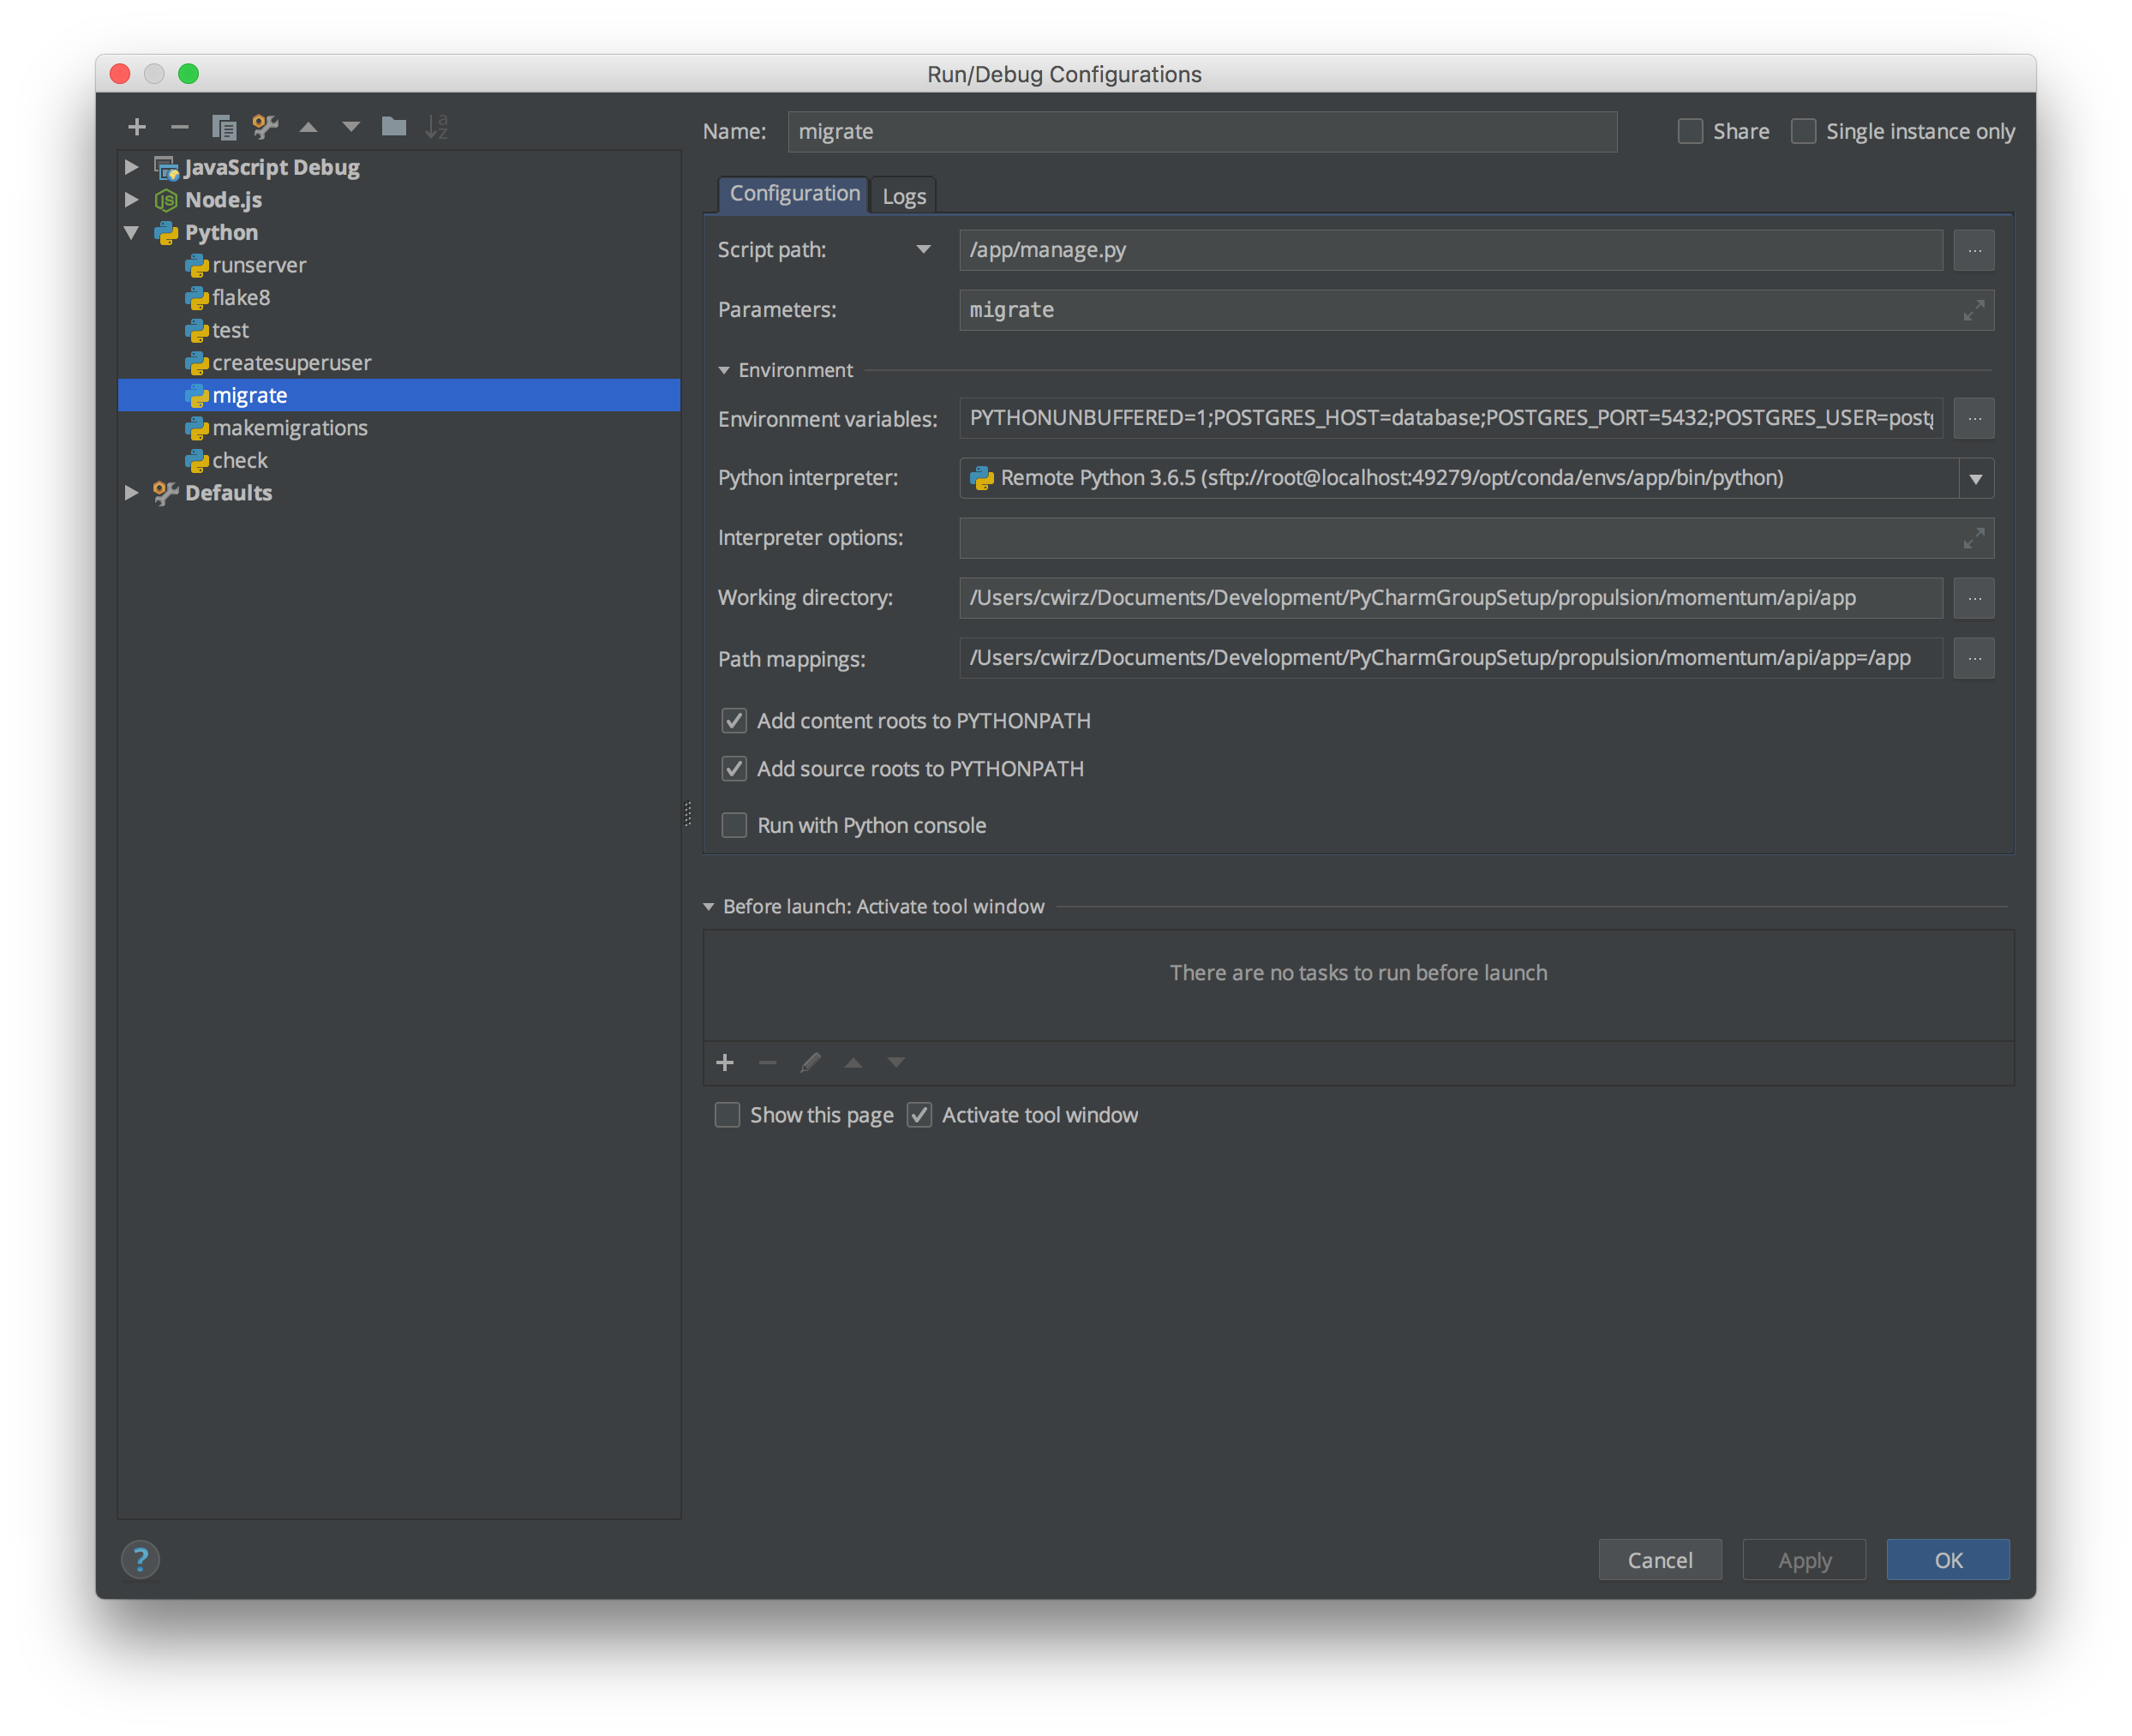 Run/Debug Configurations
JavaScript Debug
Node.js
Python
runserver
flake8
test
createsuperuser
migrate
makemigrations
check
Defaults
Name: migrate
Share
Single instance only
Configuration
Logs
Script path: /app/manage.py
Parameters: migrate
Environment
Environment variables: PYTHONUNBUFFERED=1;POSTGRES_HOST=database;POSTGRES_PORT=5432;POSTGRES_USER=postg
Python interpreter: Remote Python 3.6.5 (sftp://root@localhost:49279/opt/conda/envs/app/bin/python)
Interpreter options:
Working directory: /Users/cwirz/Documents/Development/PyCharmGroupSetup/propulsion/momentum/api/app
Path mappings: /Users/cwirz/Documents/Development/PyCharmGroupSetup/propulsion/momentum/api/app=/app
Add content roots to PYTHONPATH
Add source roots to PYTHONPATH
Run with Python console
Before launch: Activate tool window
There are no tasks to run before launch
Show this page
Activate tool window
?
Cancel
Apply
OK